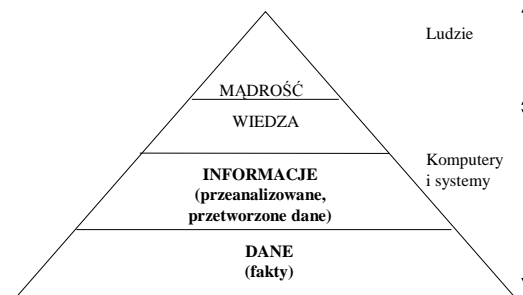 Ludzie
MĄDROŚĆ
WIEDZA
Komputery
i systemy
INFORMACJE
(przeanalizowane,
przetworzone dane)
DANE
(fakty)